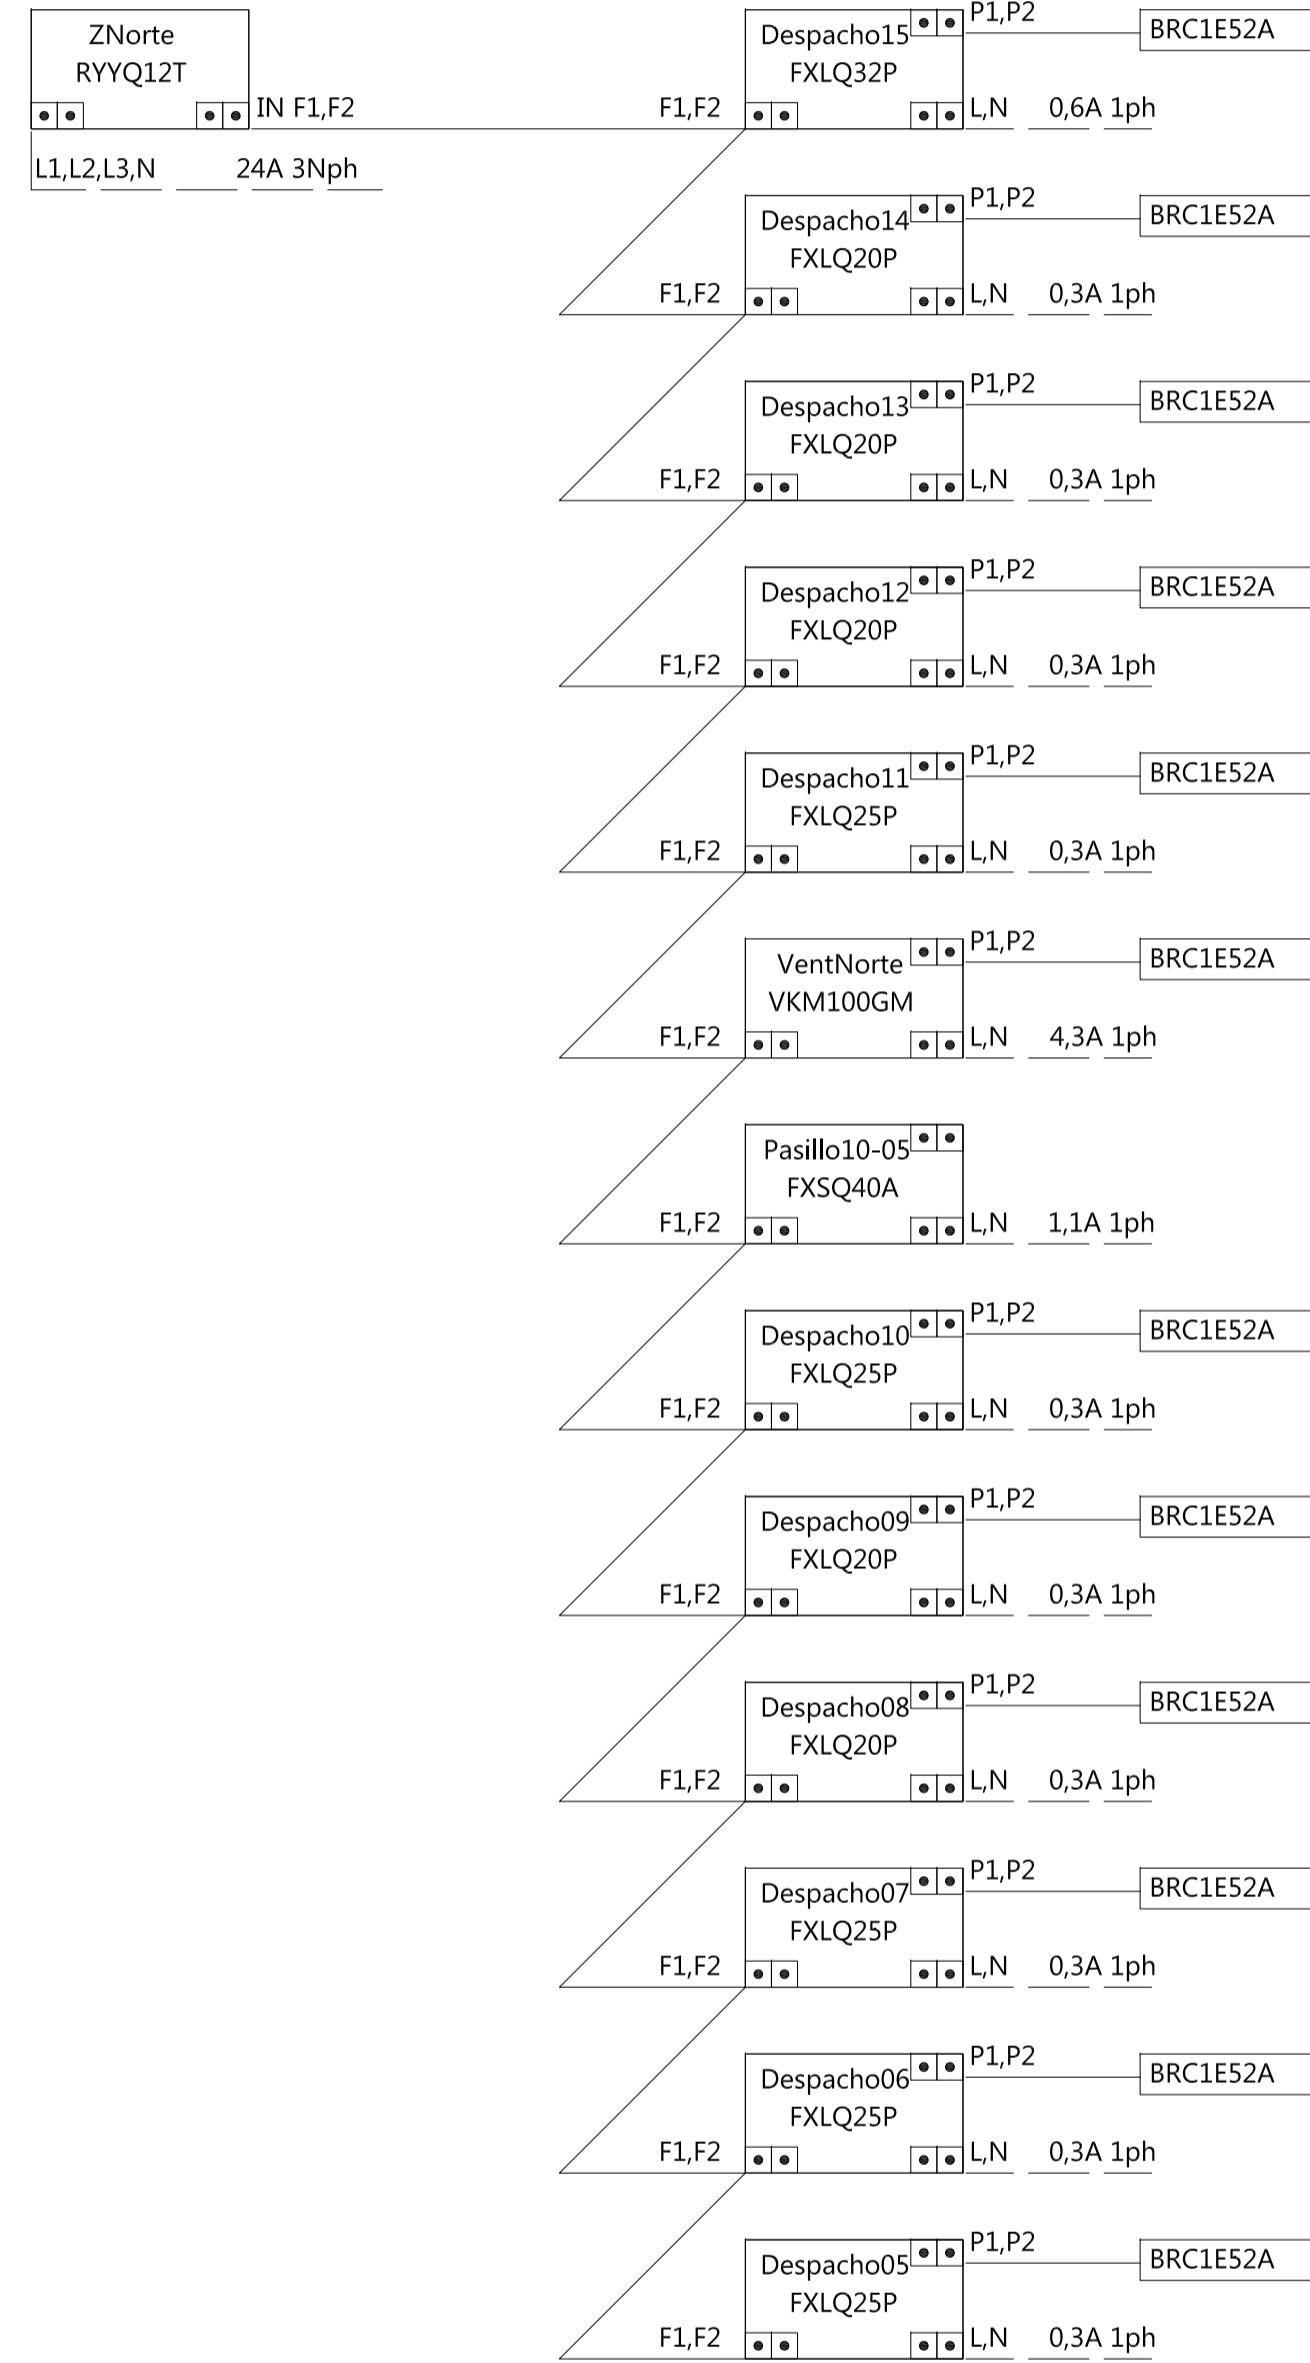 ZNorte
RYYQ12T
IN F1,F2
L1,L2,L3,N 24A 3Nph
P1,P2
BRC1E52A
Despacho15
FXLQ32P
F1,F2
L,N 0,6A 1ph
P1,P2
BRC1E52A
Despacho14
FXLQ20P
F1,F2
L,N 0,3A 1ph
P1,P2
BRC1E52A
Despacho13
FXLQ20P
F1,F2
L,N 0,3A 1ph
P1,P2
BRC1E52A
Despacho12
FXLQ20P
F1,F2
L,N 0,3A 1ph
P1,P2
BRC1E52A
Despacho11
FXLQ25P
F1,F2
L,N 0,3A 1ph
P1,P2
BRC1E52A
VentNorte
VKM100GM
F1,F2
L,N 4,3A 1ph
Pasillo10-05
FXSQ40A
F1,F2
L,N 1,1A 1ph
P1,P2
BRC1E52A
Despacho10
FXLQ25P
F1,F2
L,N 0,3A 1ph
P1,P2
BRC1E52A
Despacho09
FXLQ20P
F1,F2
L,N 0,3A 1ph
P1,P2
BRC1E52A
Despacho08
FXLQ20P
F1,F2
L,N 0,3A 1ph
P1,P2
BRC1E52A
Despacho07
FXLQ25P
F1,F2
L,N 0,3A 1ph
P1,P2
BRC1E52A
Despacho06
FXLQ25P
F1,F2
L,N 0,3A 1ph
P1,P2
BRC1E52A
Despacho05
FXLQ25P
F1,F2
L,N 0,3A 1ph